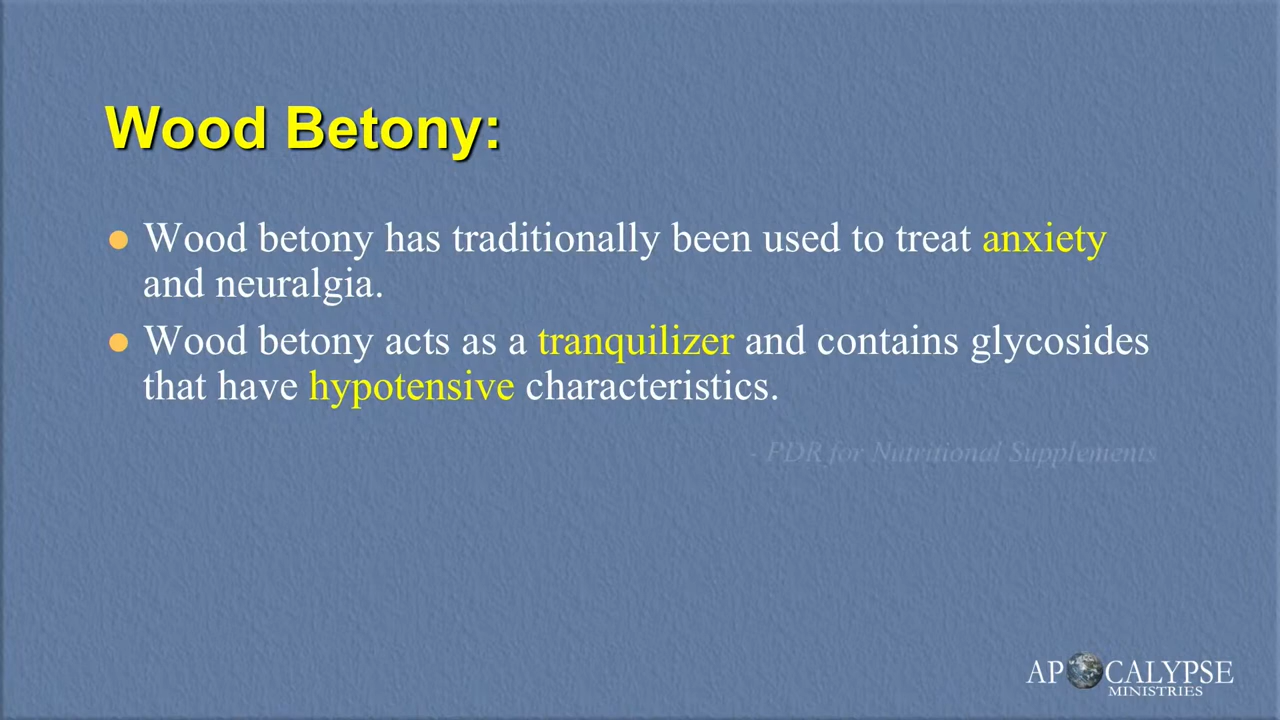 Wood Betony:
Wood betony has traditionally been used to treat anxiety
and neuralgia.
Wood betony acts as a tranquilizer and contains glycosides
that have hypotensive characteristics.
- PDR for Nutritional Supplements
APOCALYPSE
MINISTRIES